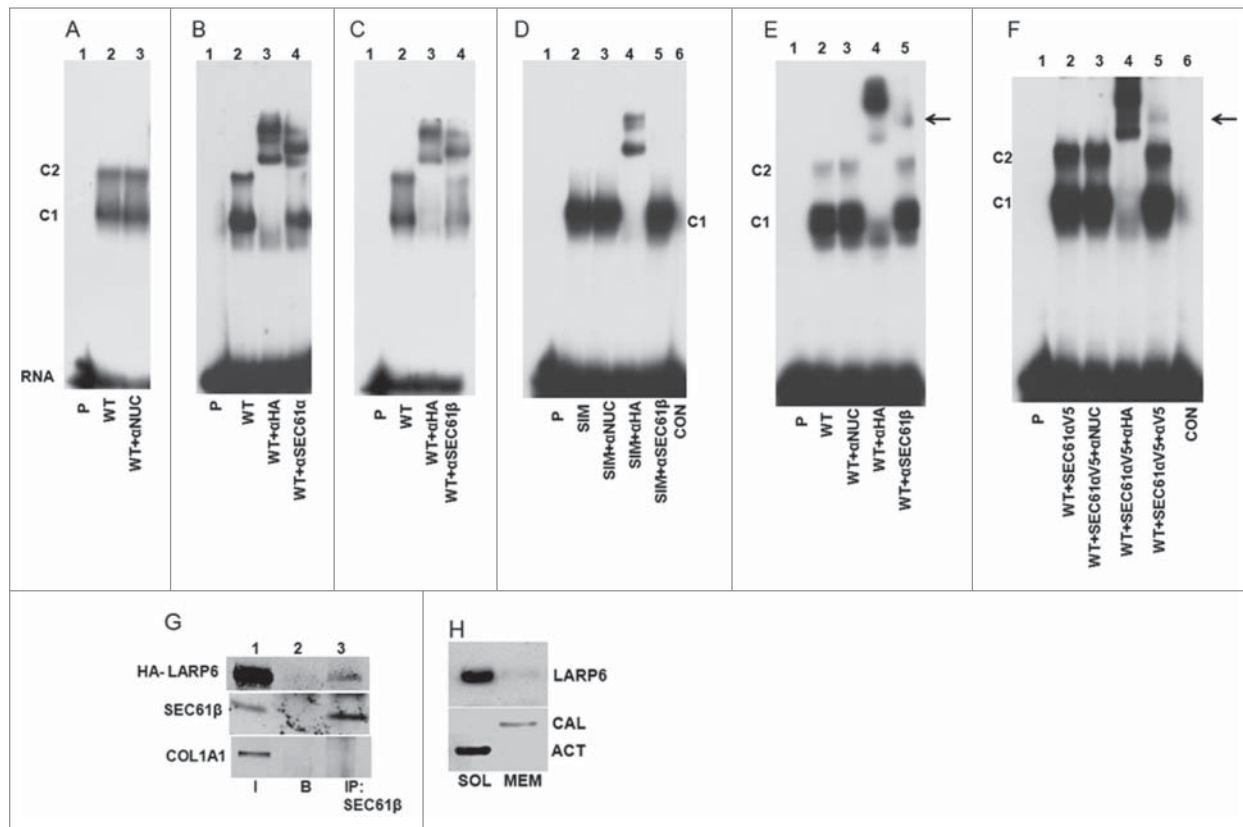 A
1 2 3
C2
C1
RNA
P
WT
WT+αNUC
B
1 2 3 4
P
WT
WT+αHA
WT+αSEC61α
C
1 2 3 4
P
WT
WT+αHA
WT+αSEC61β
D
1 2 3 4 5 6
C1
P
SIM
SIM+αNUC
SIM+αHA
SIM+αSEC61β
CON
E
1 2 3 4 5
C2
C1
P
WT
WT+αNUC
WT+αHA
WT+αSEC61β
F
1 2 3 4 5 6
C2
C1
P
WT+SEC61αV5
WT+SEC61αV5+αNUC
WT+SEC61αV5+αHA
WT+SEC61αV5+αV5
CON
G
1 2 3
HA-LARP6
SEC61β
COL1A1
I B IP:
SEC61β
H
LARP6
CAL
ACT
SOL MEM